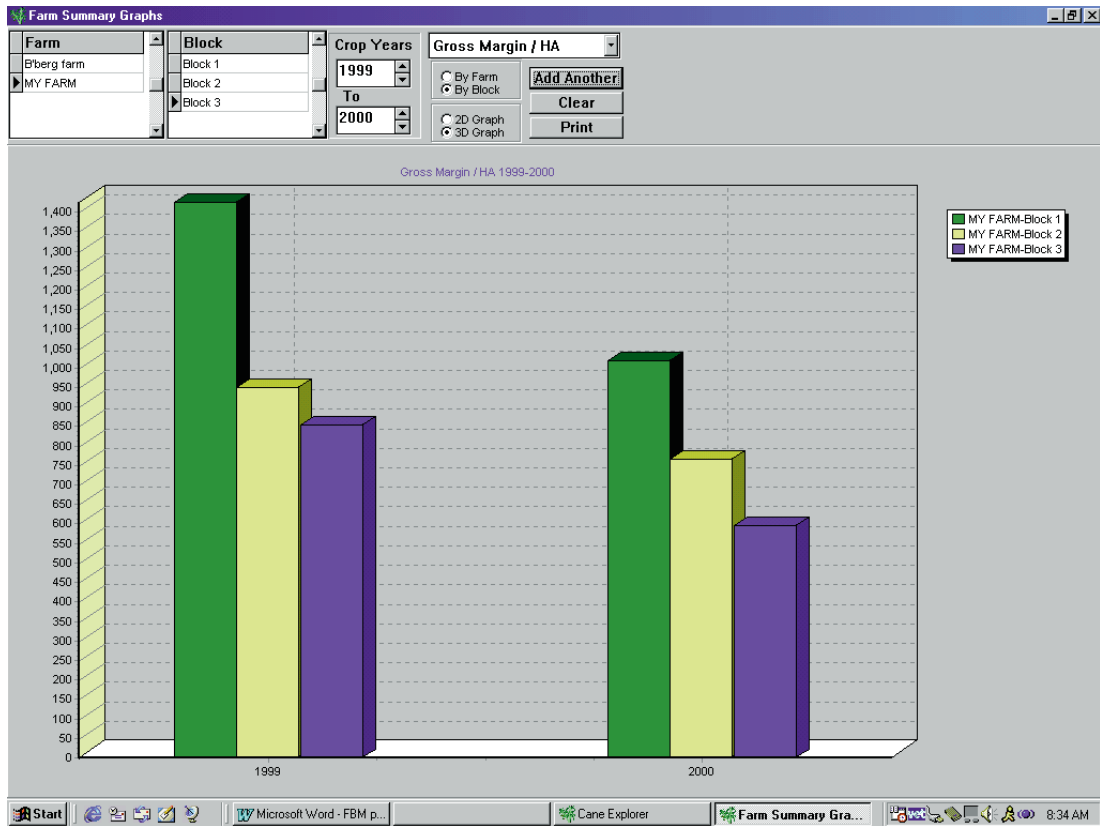 Farm Summary Graphs
Farm
B'berg farm
MY FARM
Block
Block 1
Block 2
Block 3
Crop Years
1999
To
2000
Gross Margin / HA
By Farm
By Block
2D Graph
3D Graph
Add Another
Clear
Print
Gross Margin / HA 1999-2000
1,400
1,350
1,300
1,250
1,200
1,150
1,100
1,050
1,000
950
900
850
800
750
700
650
600
550
500
450
400
350
300
250
200
150
100
50
0
1999
2000
MY FARM-Block 1
MY FARM-Block 2
MY FARM-Block 3
Start
Microsoft Word - FBM p...
Cane Explorer
Farm Summary Gra...
8:34 AM